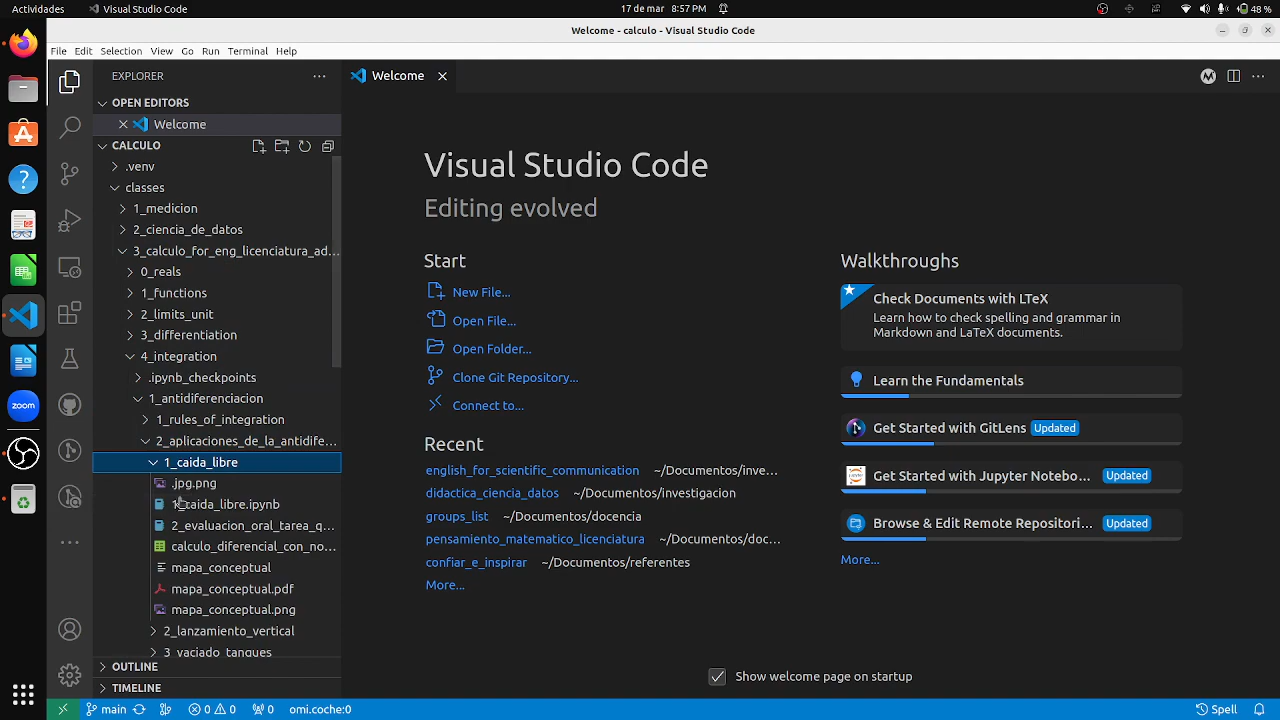 Actividades
Visual Studio Code
17 de mar 8:57 PM
48 %
Welcome - calculo - Visual Studio Code
File Edit Selection View Go Run Terminal Help
EXPLORER
Welcome
OPEN EDITORS
Welcome
CALCULO
.venv
classes
1_medicion
2_ciencia_de_datos
3_calculo_for_eng_licenciatura_ad...
0_reals
1_functions
2_limits_unit
3_differentiation
4_integration
.ipynb_checkpoints
1_antidiferenciacion
1_rules_of_integration
2_aplicaciones_de_la_antidife...
1_caida_libre
.jpg.png
1_caida_libre.ipynb
2_evaluacion_oral_tarea_q...
calculo_diferencial_con_no...
mapa_conceptual
mapa_conceptual.pdf
mapa_conceptual.png
2_lanzamiento_vertical
3_vaciado_tanques
OUTLINE
TIMELINE
Visual Studio Code
Editing evolved
Start
New File...
Open File...
Open Folder...
Clone Git Repository...
Connect to...
Recent
english_for_scientific_communication ~/Documentos/inve...
didactica_ciencia_datos ~/Documentos/investigacion
groups_list ~/Documentos/docencia
pensamiento_matematico_licenciatura ~/Documentos/doc...
confiar_e_inspirar ~/Documentos/referentes
More...
Walkthroughs
Check Documents with LTeX
Learn how to check spelling and grammar in
Markdown and LaTeX documents.
Learn the Fundamentals
Get Started with GitLens Updated
Get Started with Jupyter Notebo... Updated
Browse & Edit Remote Repositori... Updated
More...
Show welcome page on startup
zoom
main
0 0
0
omi.coche:0
Spell